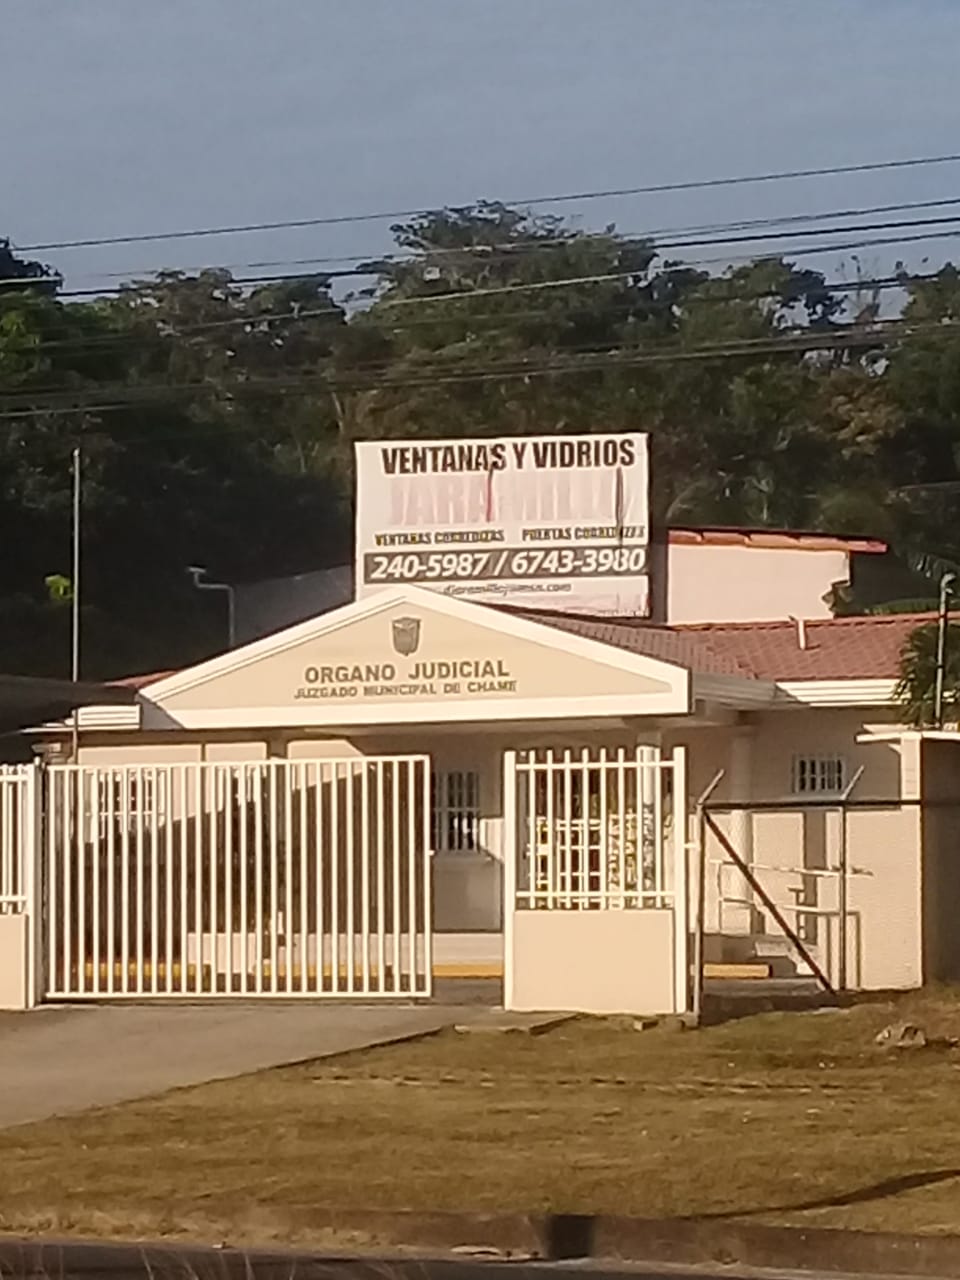 VENTANAS Y VIDRIOS
JARAMILLO
VENTANAS CORREDIZAS PUERTAS CORREDIZAS
240-5987 / 6743-3980
ORGANO JUDICIAL
JUZGADO MUNICIPAL DE CHAME